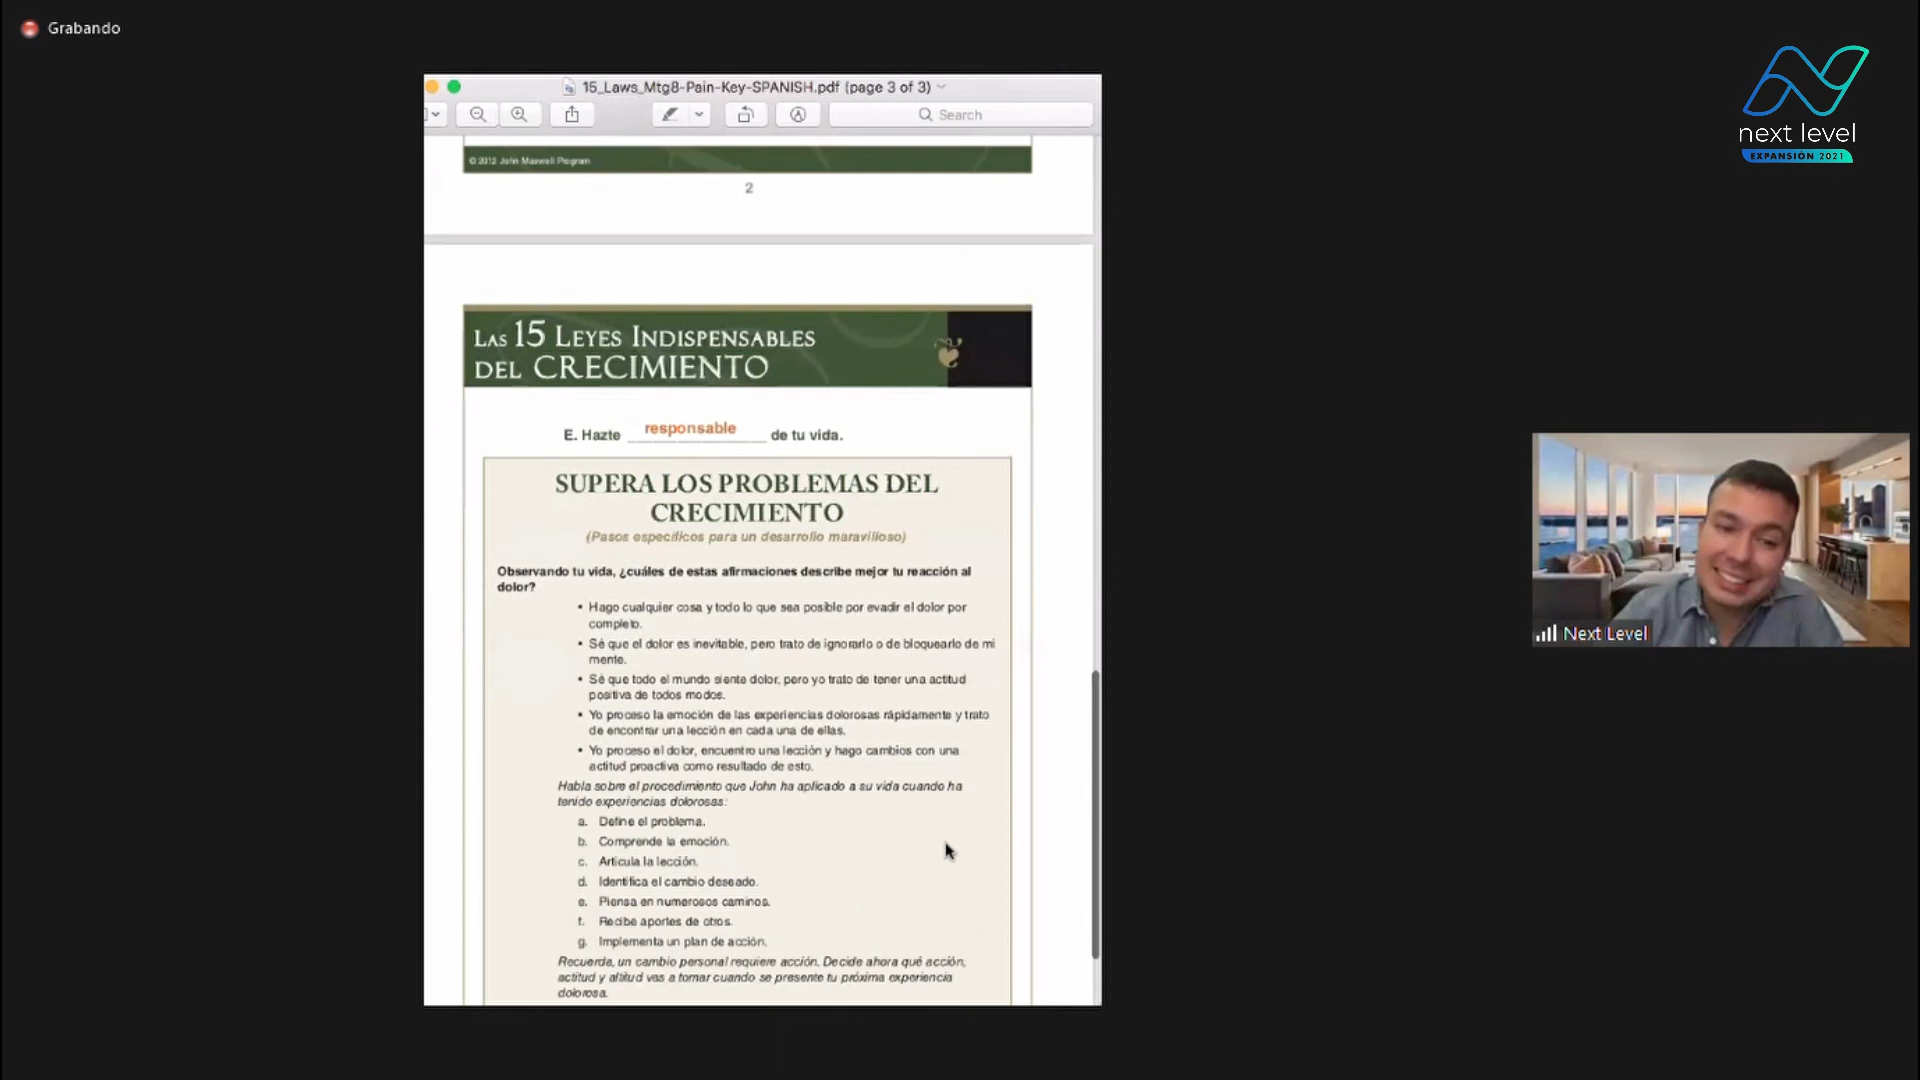 Grabando
15_Laws_Mtg8-Pain-Key-SPANISH.pdf (page 3 of 3)
Search
next level
EXPANSIÓN 2021
© 2012 John Maxwell Program
2
LAS 15 LEYES INDISPENSABLES
DEL CRECIMIENTO
E. Hazte responsable de tu vida.
SUPERA LOS PROBLEMAS DEL
CRECIMIENTO
(Pasos específicos para un desarrollo maravilloso)
Observando tu vida, ¿cuáles de estas afirmaciones describe mejor tu reacción al
dolor?
• Hago cualquier cosa y todo lo que sea posible por evadir el dolor por
completo.
• Sé que el dolor es inevitable, pero trato de ignorarlo o de bloquearlo de mi
mente.
• Sé que todo el mundo siente dolor, pero yo trato de tener una actitud
positiva de todos modos.
• Yo proceso la emoción de las experiencias dolorosas rápidamente y trato
de encontrar una lección en cada una de ellas.
• Yo proceso el dolor, encuentro una lección y hago cambios con una
actitud proactiva como resultado de esto.
Habla sobre el procedimiento que John ha aplicado a su vida cuando ha
tenido experiencias dolorosas:
a. Define el problema.
b. Comprende la emoción.
c. Articula la lección.
d. Identifica el cambio deseado.
e. Piensa en numerosos caminos.
f. Recibe aportes de otros.
g. Implementa un plan de acción.
Recuerda, un cambio personal requiere acción. Decide ahora qué acción,
actitud y altitud vas a tomar cuando se presente tu próxima experiencia
dolorosa.
Next Level